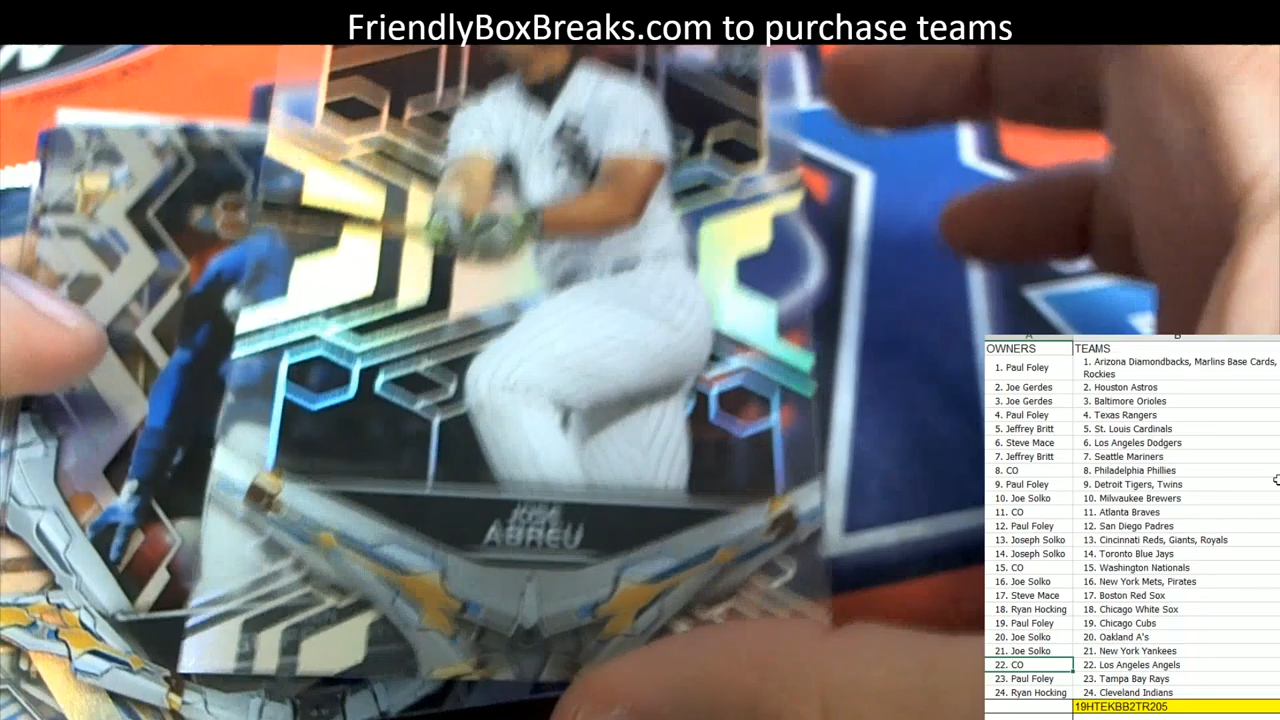 FriendlyBoxBreaks.com to purchase teams
JOSE
ABREU
OWNERS TEAMS
1. Paul Foley 1. Arizona Diamondbacks, Marlins Base Cards,
Rockies
2. Joe Gerdes 2. Houston Astros
3. Joe Gerdes 3. Baltimore Orioles
4. Paul Foley 4. Texas Rangers
5. Jeffrey Britt 5. St. Louis Cardinals
6. Steve Mace 6. Los Angeles Dodgers
7. Jeffrey Britt 7. Seattle Mariners
8. CO 8. Philadelphia Phillies
9. Paul Foley 9. Detroit Tigers, Twins
10. Joe Solko 10. Milwaukee Brewers
11. CO 11. Atlanta Braves
12. Paul Foley 12. San Diego Padres
13. Joseph Solko 13. Cincinnati Reds, Giants, Royals
14. Joseph Solko 14. Toronto Blue Jays
15. CO 15. Washington Nationals
16. Joe Solko 16. New York Mets, Pirates
17. Steve Mace 17. Boston Red Sox
18. Ryan Hocking 18. Chicago White Sox
19. Paul Foley 19. Chicago Cubs
20. Joe Solko 20. Oakland A's
21. Joe Solko 21. New York Yankees
22. CO 22. Los Angeles Angels
23. Paul Foley 23. Tampa Bay Rays
24. Ryan Hocking 24. Cleveland Indians
19HTEKBB2TR205